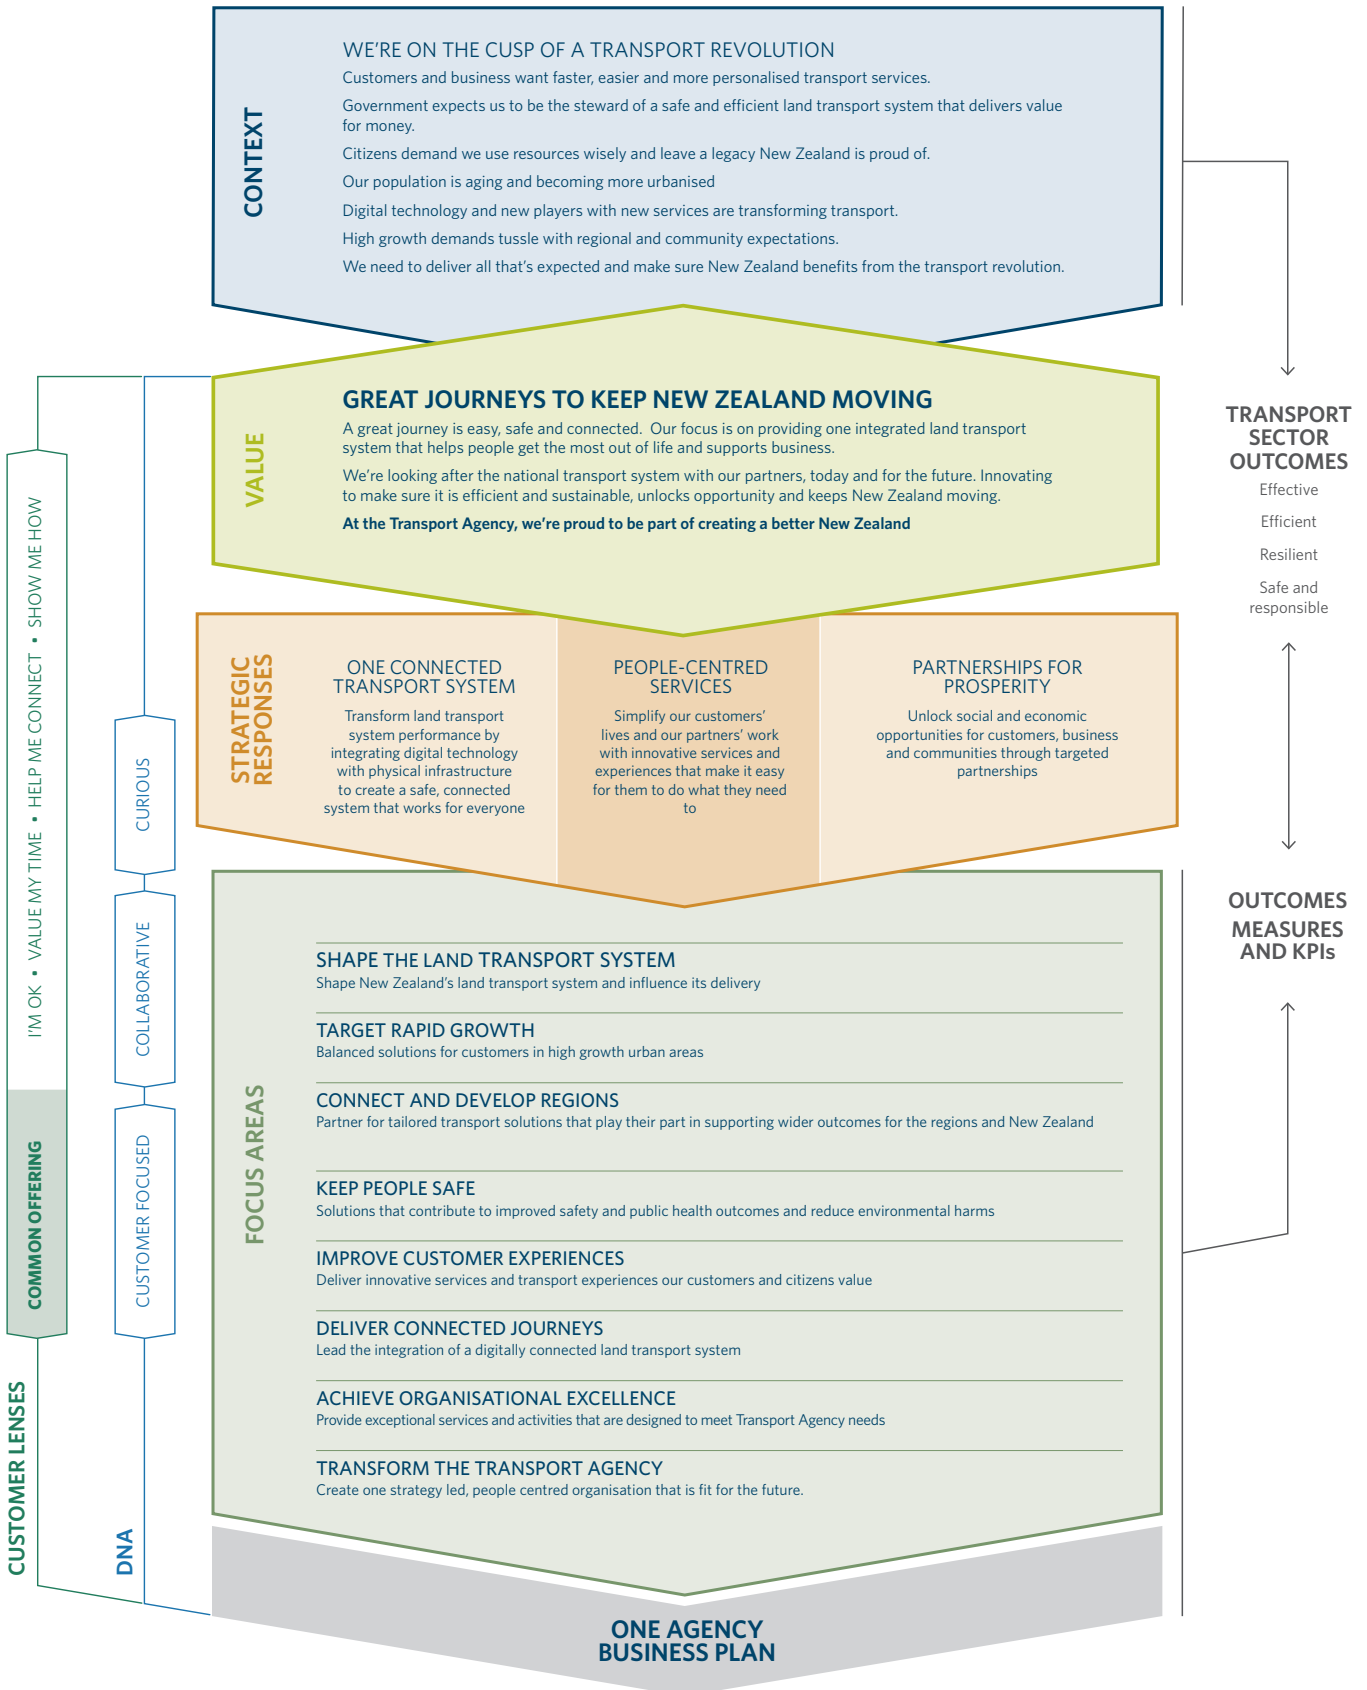 CONTEXT
WE'RE ON THE CUSP OF A TRANSPORT REVOLUTION
Customers and business want faster, easier and more personalised transport services.
Government expects us to be the steward of a safe and efficient land transport system that delivers value
for money.
Citizens demand we use resources wisely and leave a legacy New Zealand is proud of.
Our population is aging and becoming more urbanised
Digital technology and new players with new services are transforming transport.
High growth demands tussle with regional and community expectations.
We need to deliver all that's expected and make sure New Zealand benefits from the transport revolution.
VALUE
GREAT JOURNEYS TO KEEP NEW ZEALAND MOVING
A great journey is easy, safe and connected.  Our focus is on providing one integrated land transport
system that helps people get the most out of life and supports business.
We're looking after the national transport system with our partners, today and for the future. Innovating
to make sure it is efficient and sustainable, unlocks opportunity and keeps New Zealand moving.
At the Transport Agency, we're proud to be part of creating a better New Zealand
STRATEGIC
RESPONSES
ONE CONNECTED
TRANSPORT SYSTEM
Transform land transport
system performance by
integrating digital technology
with physical infrastructure
to create a safe, connected
system that works for everyone
PEOPLE-CENTRED
SERVICES
Simplify our customers'
lives and our partners' work
with innovative services and
experiences that make it easy
for them to do what they need
to
PARTNERSHIPS FOR
PROSPERITY
Unlock social and economic
opportunities for customers, business
and communities through targeted
partnerships
FOCUS AREAS
SHAPE THE LAND TRANSPORT SYSTEM
Shape New Zealand's land transport system and influence its delivery
TARGET RAPID GROWTH
Balanced solutions for customers in high growth urban areas
CONNECT AND DEVELOP REGIONS
Partner for tailored transport solutions that play their part in supporting wider outcomes for the regions and New Zealand
KEEP PEOPLE SAFE
Solutions that contribute to improved safety and public health outcomes and reduce environmental harms
IMPROVE CUSTOMER EXPERIENCES
Deliver innovative services and transport experiences our customers and citizens value
DELIVER CONNECTED JOURNEYS
Lead the integration of a digitally connected land transport system
ACHIEVE ORGANISATIONAL EXCELLENCE
Provide exceptional services and activities that are designed to meet Transport Agency needs
TRANSFORM THE TRANSPORT AGENCY
Create one strategy led, people centred organisation that is fit for the future.
ONE AGENCY
BUSINESS PLAN
CUSTOMER LENSES
COMMON OFFERING
I'M OK • VALUE MY TIME • HELP ME CONNECT • SHOW ME HOW
DNA
CUSTOMER FOCUSED
COLLABORATIVE
CURIOUS
TRANSPORT
SECTOR
OUTCOMES
Effective
Efficient
Resilient
Safe and
responsible
OUTCOMES
MEASURES
AND KPIs